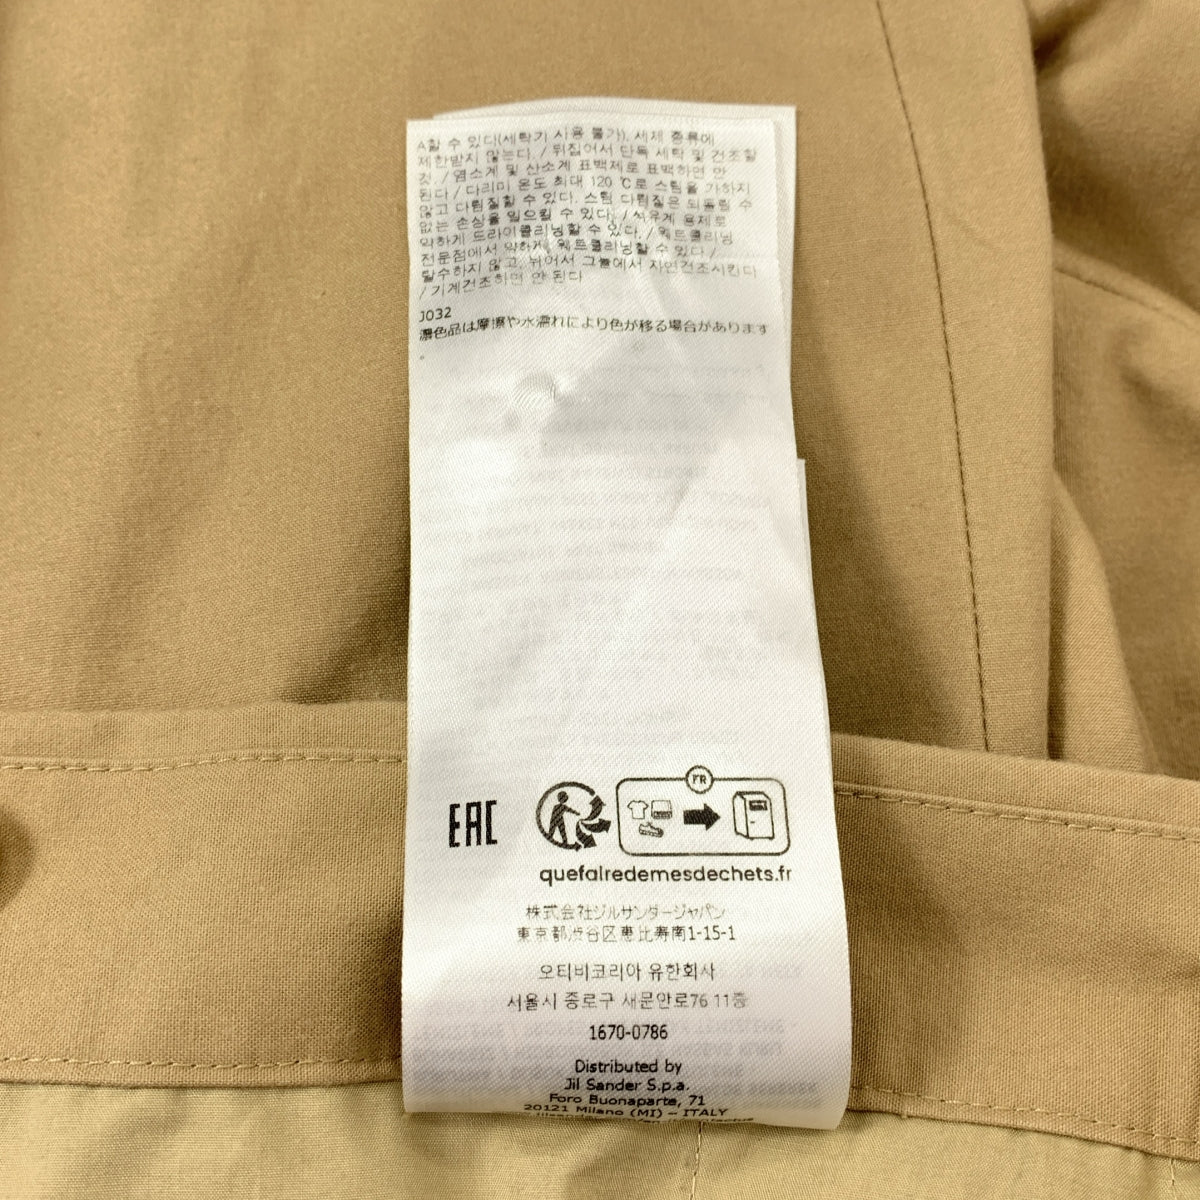 A할 수 있다(세탁기 사용 불가). 세제 종류에
제한받지 않는다. / 뒤집어서 단독 세탁 및 건조할
것. / 염소계 및 산소계 표백제로 표백하면 안
된다 / 다리미 온도 최대 120 ℃로 스팀을 가하지
않고 다림질할 수 있다. 스팀 다림질은 되돌릴 수
없는 손상을 일으킬 수 있다. / 석유계 용제로
약하게 드라이클리닝할 수 있다. / 웨트클리닝
전문점에서 약하게 웨트클리닝할 수 있다 /
탈수하지 않고, 뉘어서 그늘에서 자연건조시킨다
/ 기계건조하면 안 된다
J032
濃色品は摩擦や水濡れにより色が移る場合があります
。
EAC
FR
quefairedemesdechets.fr
株式会社ジルサンダージャパン
東京都渋谷区恵比寿南1-15-1
오티비코리아 유한회사
서울시 종로구 새문안로76 11층
1670-0786
Distributed by
Jil Sander S.p.a.
Foro Buonaparte, 71
20121 Milano (MI) – ITALY